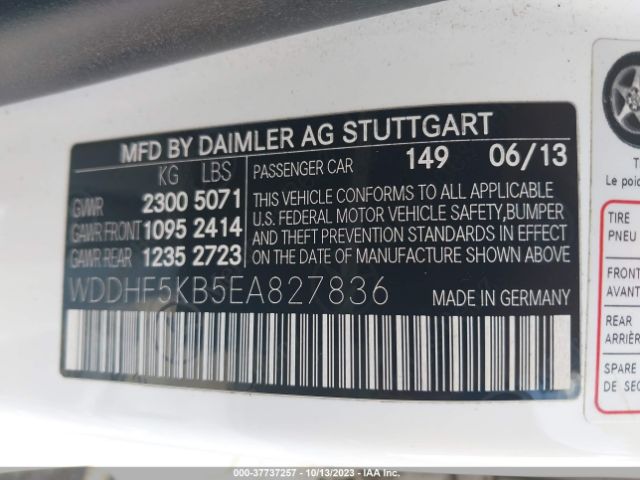 MFD BY DAIMLER AG STUTTGART
KG LBS
GVWR 2300 5071
GAWR FRONT 1095 2414
GAWR REAR 1235 2723
PASSENGER CAR 149 06/13
THIS VEHICLE CONFORMS TO ALL APPLICABLE
U.S. FEDERAL MOTOR VEHICLE SAFETY,BUMPER
AND THEFT PREVENTION STANDARDS IN EFFECT
ON THE DATE OF MANUFACTURE SHOWN ABOVE
WDDHF5KB5EA827836 MADE IN GERMANY
Le poi
TIRE
PNEU
FRONT
AVANT
REAR
ARRIÈR
SPARE
DE SEC
000-37737257 - 10/13/2023 - IAA Inc.